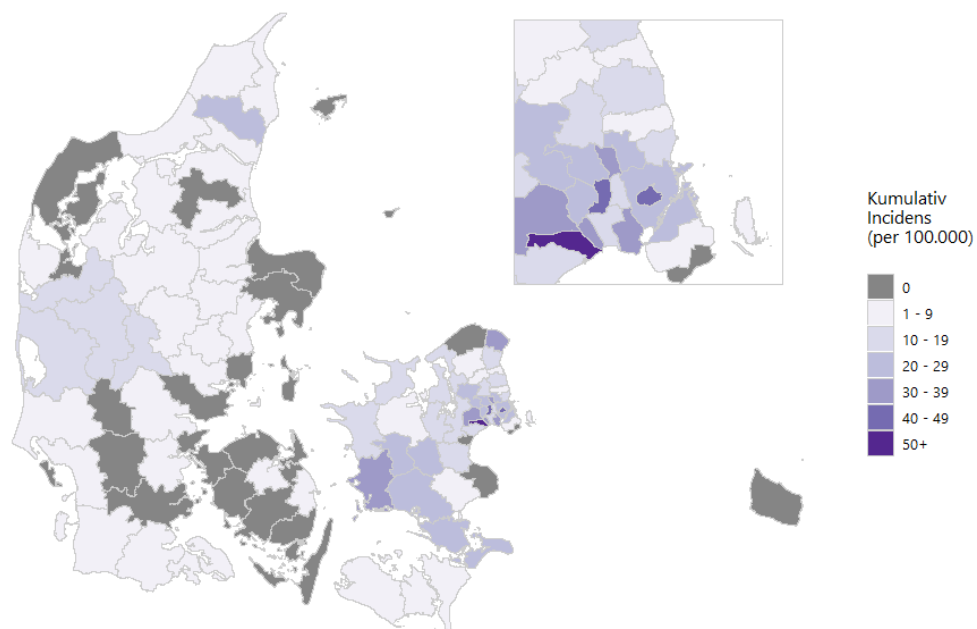 Kumulativ
Incidens
(per 100.000)
0
1 - 9
10 - 19
20 - 29
30 - 39
40 - 49
50+